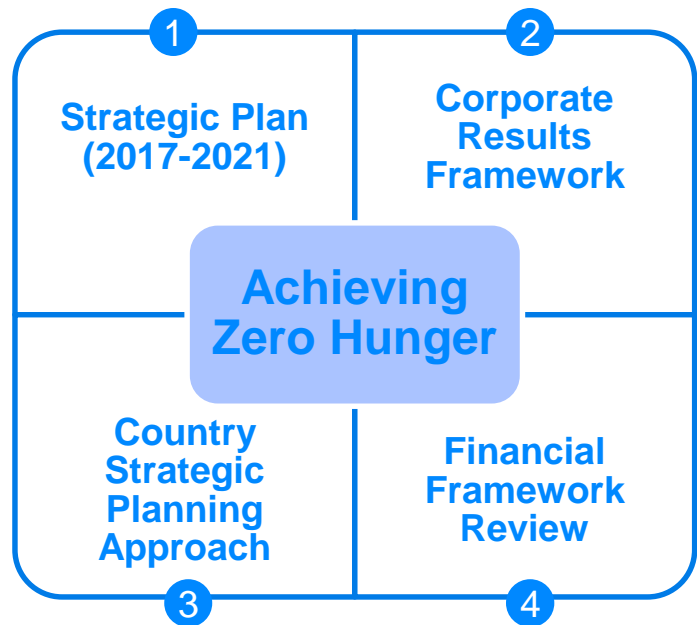 1
Strategic Plan
(2017-2021)
2
Corporate
Results
Framework
Achieving
Zero Hunger
Country
Strategic
Planning
Approach
3
Financial
Framework
Review
4